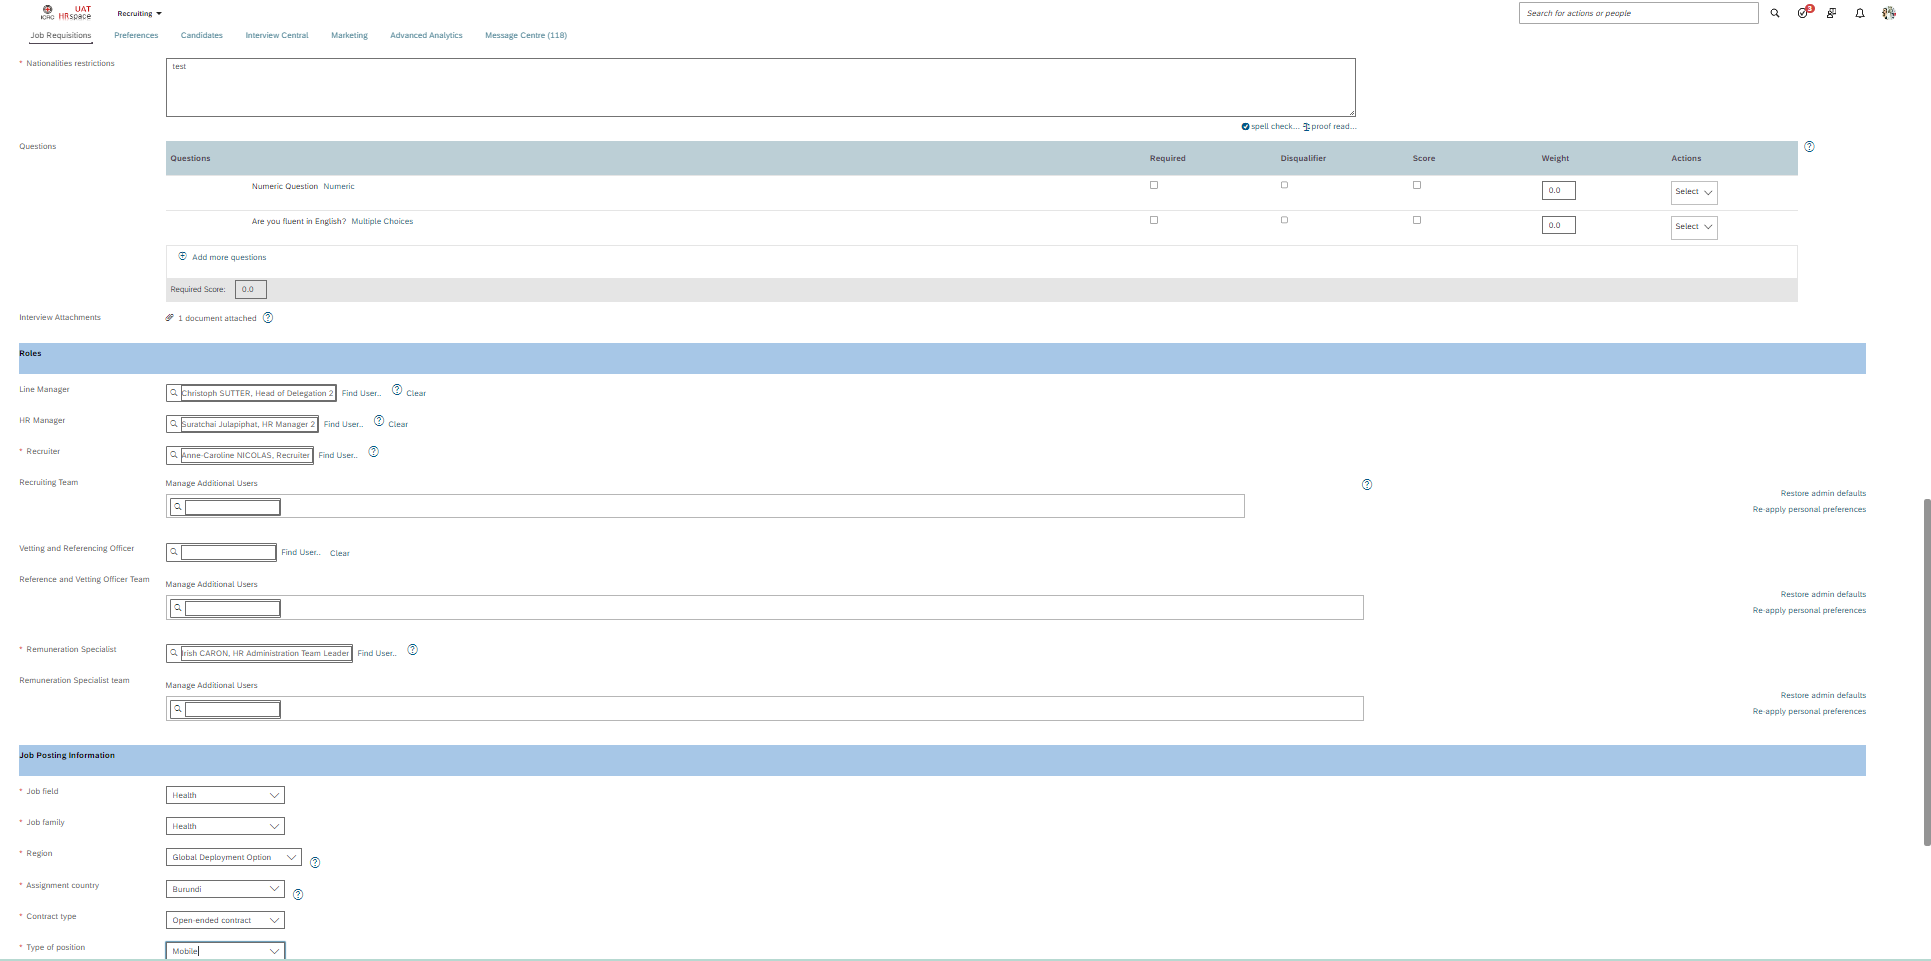 ICRC UAT HRspace Recruiting Search for actions or people 3
Job Requisitions Preferences Candidates Interview Central Marketing Advanced Analytics Message Centre (118)
* Nationalities restrictions test
spell check... proof read...
Questions
Questions Required Disqualifier Score Weight Actions
Numeric Question Numeric 0.0 Select
Are you fluent in English? Multiple Choices 0.0 Select
Add more questions
Required Score: 0.0
Interview Attachments 1 document attached
Roles
Line Manager Christoph SUTTER, Head of Delegation 2 Find User.. Clear
HR Manager Suratchai Julapiphat, HR Manager 2 Find User.. Clear
* Recruiter Anne-Caroline NICOLAS, Recruiter Find User..
Recruiting Team Manage Additional Users
Restore admin defaults
Re-apply personal preferences
Vetting and Referencing Officer Find User.. Clear
Reference and Vetting Officer Team Manage Additional Users
Restore admin defaults
Re-apply personal preferences
* Remuneration Specialist Irish CARON, HR Administration Team Leader Find User..
Remuneration Specialist team Manage Additional Users
Restore admin defaults
Re-apply personal preferences
Job Posting Information
* Job field Health
* Job family Health
* Region Global Deployment Option
* Assignment country Burundi
* Contract type Open-ended contract
* Type of position Mobile